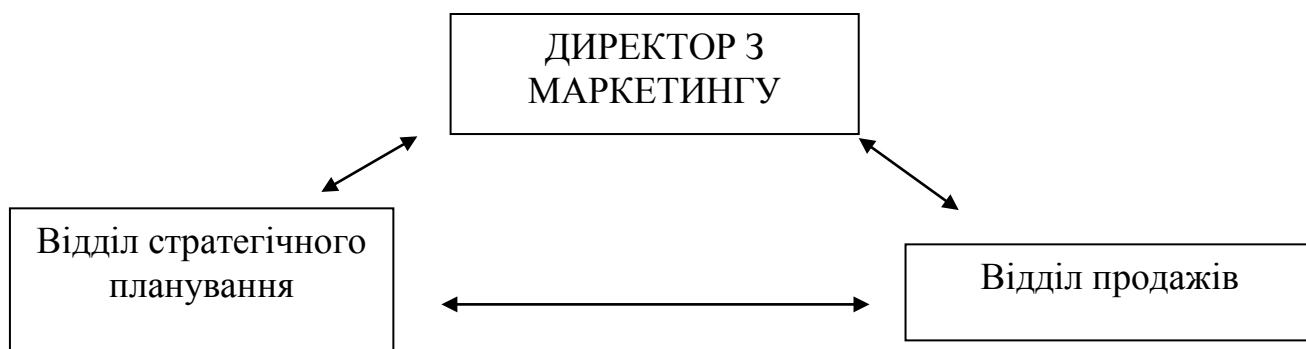 ДИРЕКТОР З
МАРКЕТИНГУ
Відділ стратегічного
планування
Відділ продажів